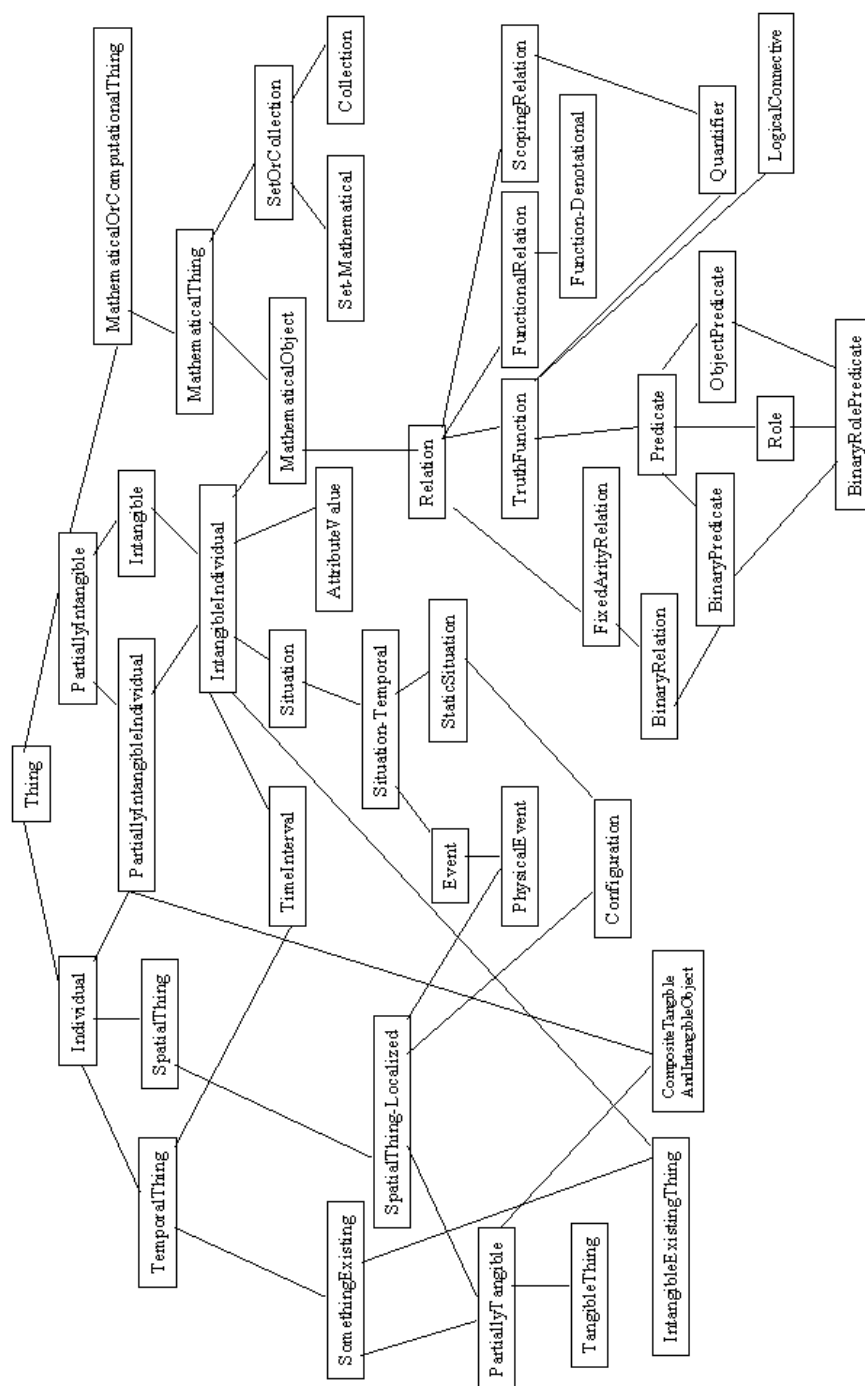 Thing
Individual
PartiallyIntangible
MathematicalOrComputationalThing
TemporalThing
SpatialThing
PartiallyIntangibleIndividual
Intangible
MathematicalThing
IntangibleIndividual
SetOrCollection
TimeInterval
Situation
AttributeValue
MathematicalObject
Set-Mathematical
Collection
SomethingExisting
SpatialThing-Localized
Situation-Temporal
Relation
Event
StaticSituation
PartiallyTangible
PhysicalEvent
TruthFunction
FunctionalRelation
ScopingRelation
TangibleThing
Configuration
FixedArityRelation
Function-Denotational
IntangibleExistingThing
CompositeTangible
AndIntangibleObject
BinaryRelation
Predicate
BinaryPredicate
ObjectPredicate
Quantifier
Role
LogicalConnective
BinaryRolePredicate